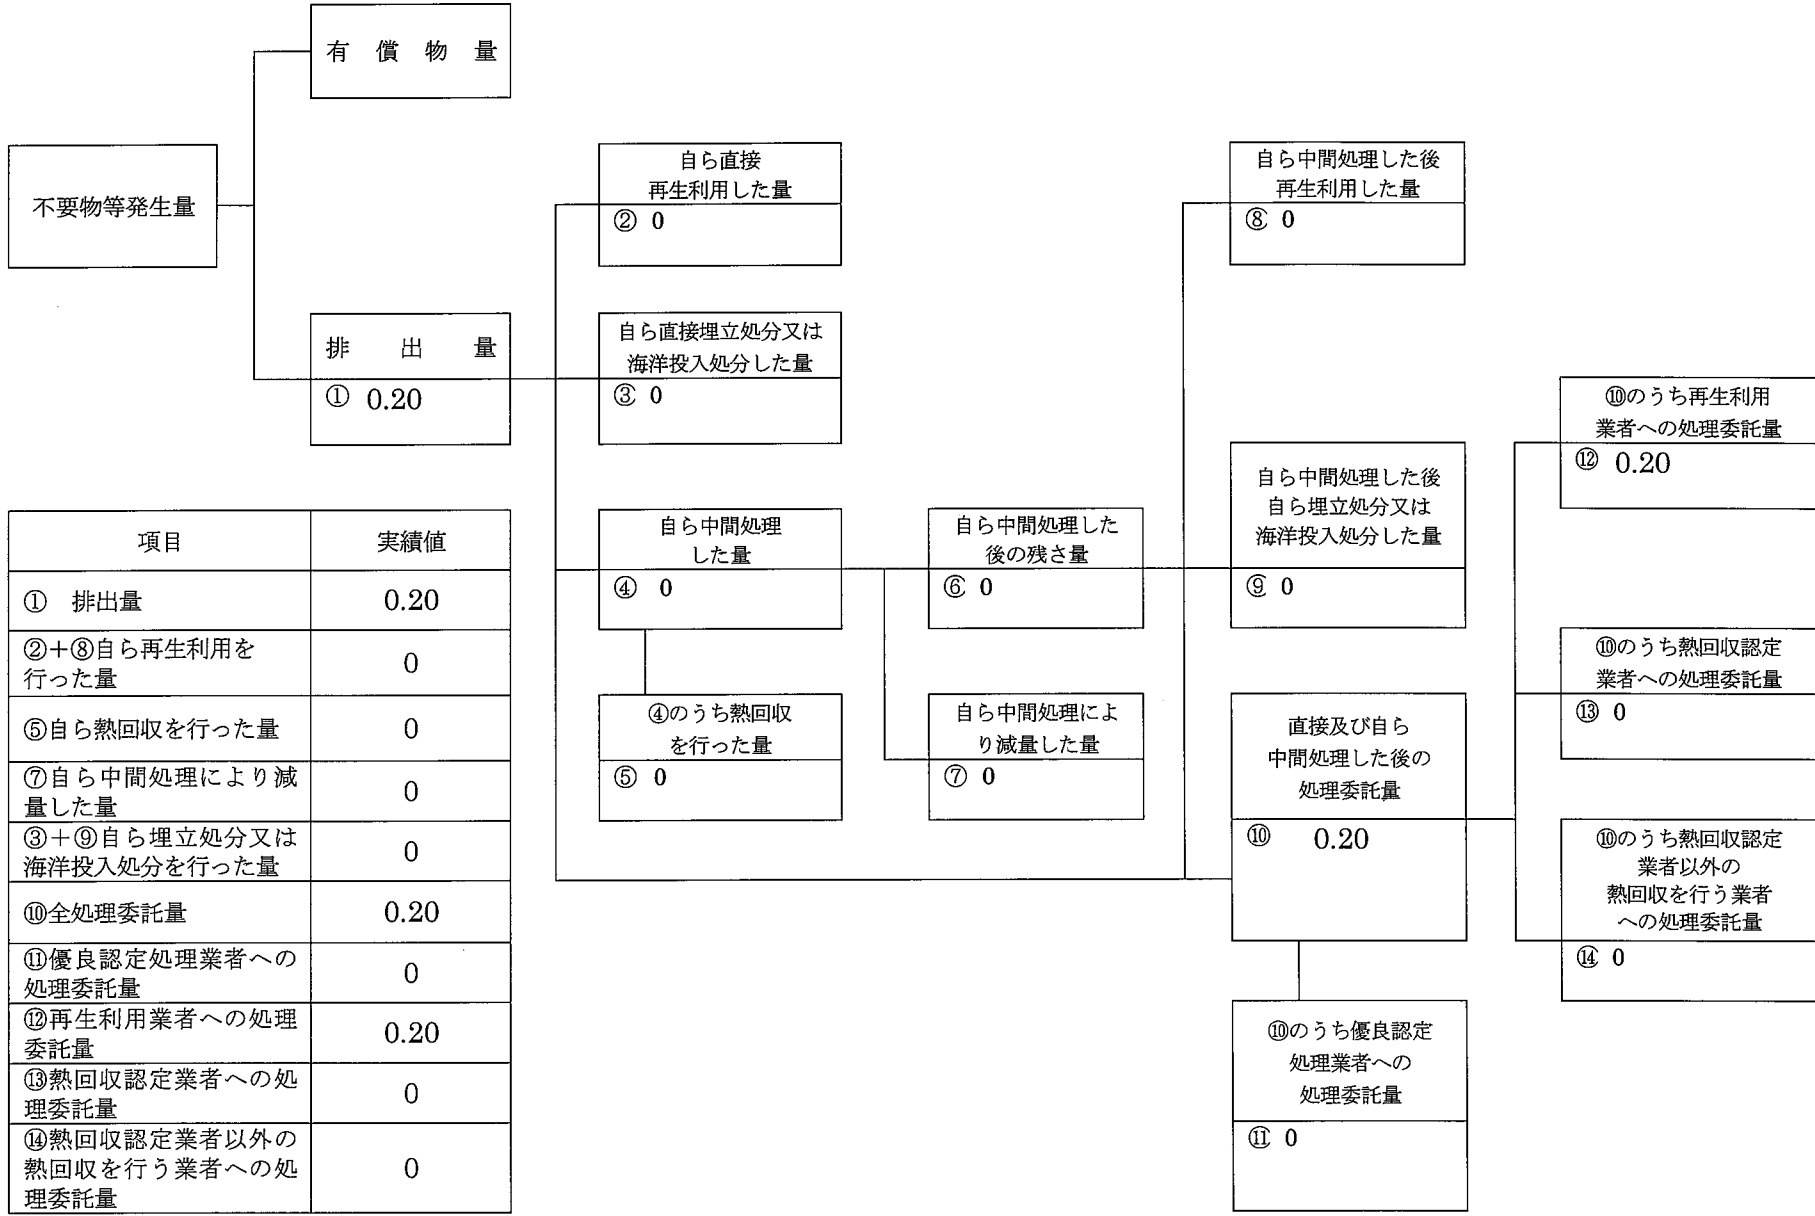 有償物量
不要物等発生量
排出量
① 0.20
自ら直接
再生利用した量
② 0
自ら直接埋立処分又は
海洋投入処分した量
③ 0
自ら中間処理
した量
④ 0
④のうち熱回収
を行った量
⑤ 0
自ら中間処理した
後の残さ量
⑥ 0
自ら中間処理によ
り減量した量
⑦ 0
自ら中間処理した後
再生利用した量
⑧ 0
自ら中間処理した後
自ら埋立処分又は
海洋投入処分した量
⑨ 0
直接及び自ら
中間処理した後の
処理委託量
⑩ 0.20
⑩のうち優良認定
処理業者への
処理委託量
⑪ 0
⑩のうち再生利用
業者への処理委託量
⑫ 0.20
⑩のうち熱回収認定
業者への処理委託量
⑬ 0
⑩のうち熱回収認定
業者以外の
熱回収を行う業者
への処理委託量
⑭ 0
項目 実績値
① 排出量 0.20
②+⑧自ら再生利用を
行った量 0
⑤自ら熱回収を行った量 0
⑦自ら中間処理により減
量した量 0
③+⑨自ら埋立処分又は
海洋投入処分を行った量 0
⑩全処理委託量 0.20
⑪優良認定処理業者への
処理委託量 0
⑫再生利用業者への処理
委託量 0.20
⑬熱回収認定業者への処
理委託量 0
⑭熱回収認定業者以外の
熱回収を行う業者への処
理委託量 0